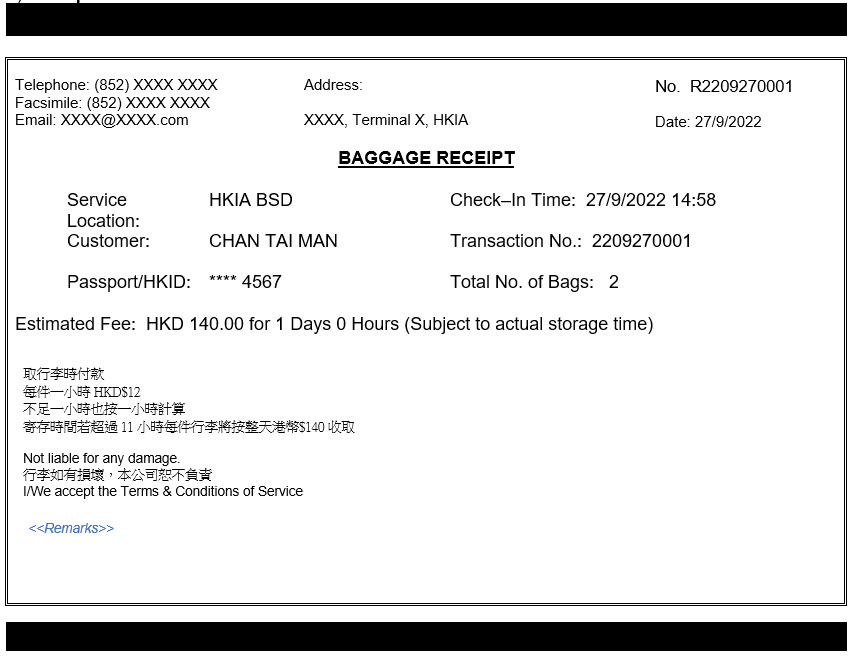 Telephone: (852) XXXX XXXX
Facsimile: (852) XXXX XXXX
Email: XXXX@XXXX.com
Address:
XXXX, Terminal X, HKIA
No. R2209270001
Date: 27/9/2022
BAGGAGE RECEIPT
Service Location: HKIA BSD
Check–In Time: 27/9/2022 14:58
Customer: CHAN TAI MAN
Transaction No.: 2209270001
Passport/HKID: **** 4567
Total No. of Bags: 2
Estimated Fee: HKD 140.00 for 1 Days 0 Hours (Subject to actual storage time)
取行李時付款
每件一小時 HKD$12
不足一小時也按一小時計算
寄存時間若超過 11 小時每件行李將按整天港幣$140 收取
Not liable for any damage.
行李如有損壞，本公司恕不負責
I/We accept the Terms & Conditions of Service
<<Remarks>>